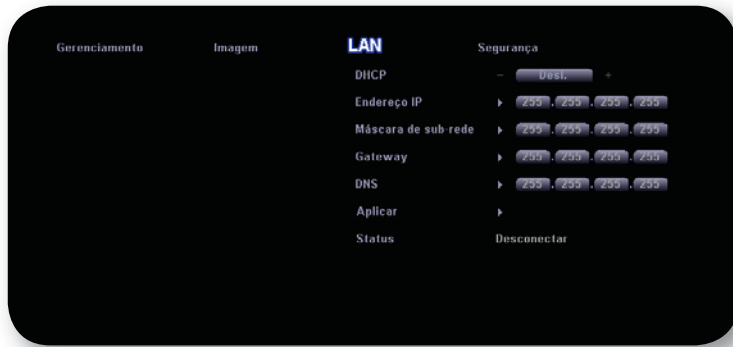 Gerenciamento Imagem LAN Segurança
DHCP - Desl. +
Endereço IP 255 . 255 . 255 . 255
Máscara de sub-rede 255 . 255 . 255 . 255
Gateway 255 . 255 . 255 . 255
DNS 255 . 255 . 255 . 255
Aplicar
Status Desconectar